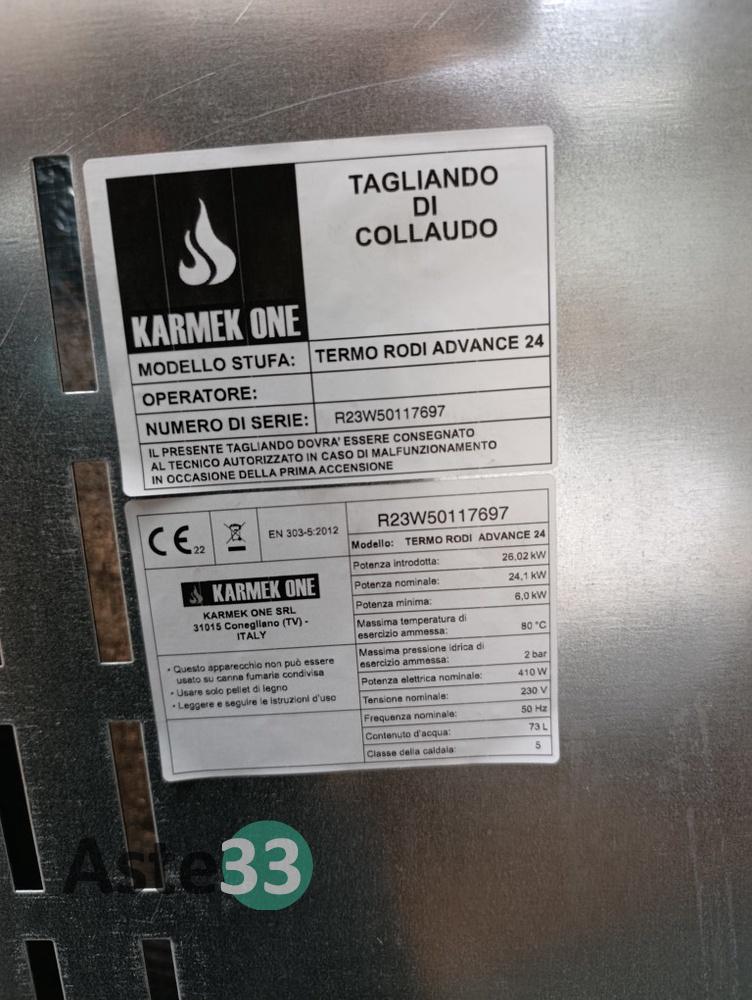 TAGLIANDO
DI
COLLAUDO
KARMEK ONE
MODELLO STUFA: TERMO RODI ADVANCE 24
OPERATORE:
NUMERO DI SERIE: R23W50117697
IL PRESENTE TAGLIANDO DOVRA' ESSERE CONSEGNATO
AL TECNICO AUTORIZZATO IN CASO DI MALFUNZIONAMENTO
IN OCCASIONE DELLA PRIMA ACCENSIONE
CE 22
EN 303-5:2012
KARMEK ONE
KARMEK ONE SRL
31015 Conegliano (TV) -
ITALY
• Questo apparecchio non può essere
usato su canna fumaria condivisa
• Usare solo pellet di legno
• Leggere e seguire le istruzioni d'uso
R23W50117697
Modello: TERMO RODI ADVANCE 24
Potenza introdotta: 26,02 kW
Potenza nominale: 24,1 kW
Potenza minima: 6,0 kW
Massima temperatura di
esercizio ammessa: 80 °C
Massima pressione idrica di
esercizio ammessa: 2 bar
Potenza elettrica nominale: 410 W
Tensione nominale: 230 V
Frequenza nominale: 50 Hz
Contenuto d'acqua: 73 L
Classe della caldaia: 5
Aste33